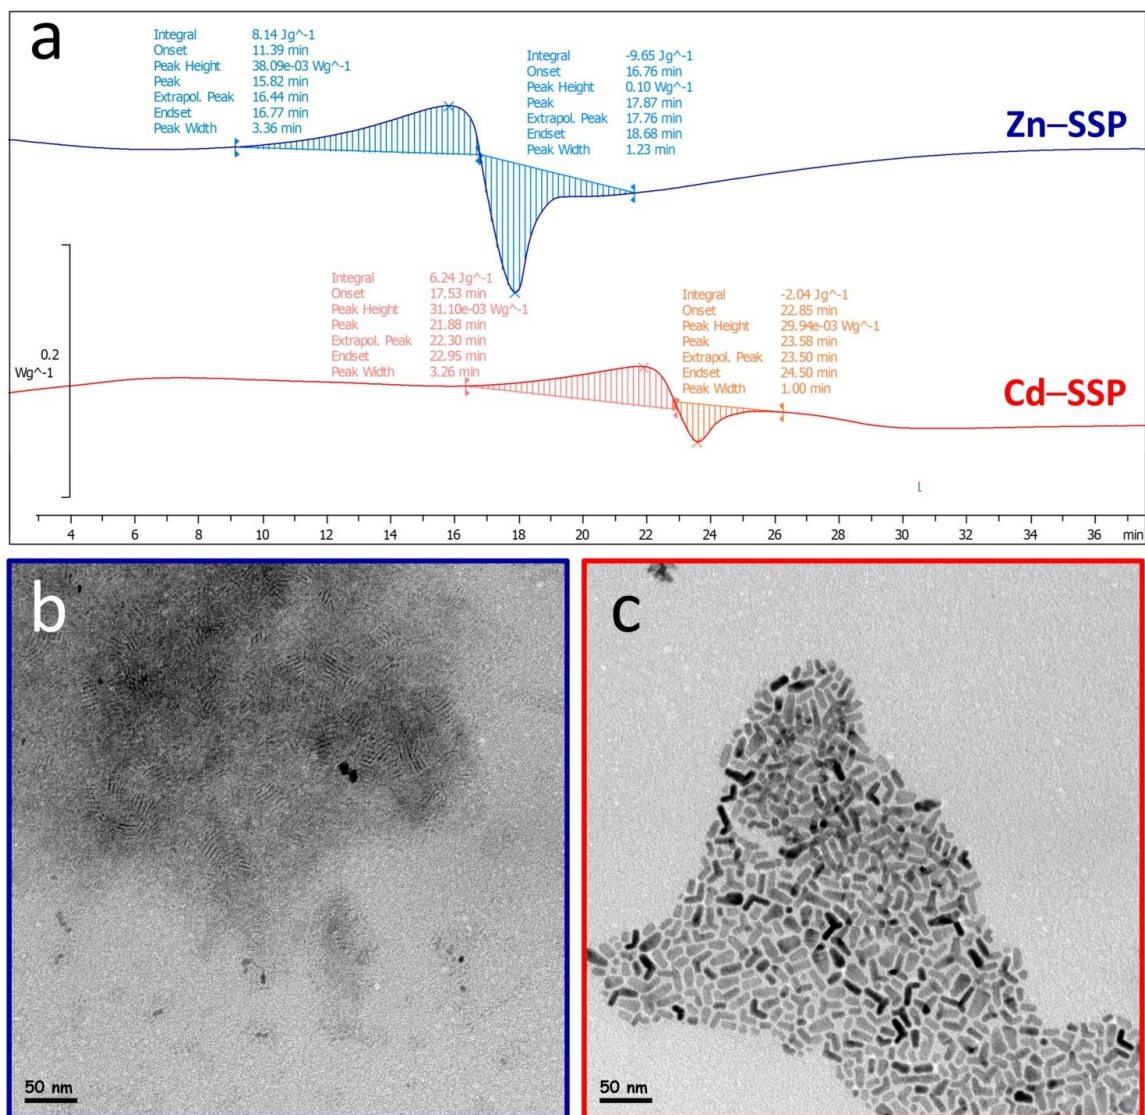 a
Integral 8.14 Jg^-1
Onset 11.39 min
Peak Height 38.09e-03 Wg^-1
Peak 15.82 min
Extrapol. Peak 16.44 min
Endset 16.77 min
Peak Width 3.36 min
Integral -9.65 Jg^-1
Onset 16.76 min
Peak Height 0.10 Wg^-1
Peak 17.87 min
Extrapol. Peak 17.76 min
Endset 18.68 min
Peak Width 1.23 min
Zn–SSP
Integral 6.24 Jg^-1
Onset 17.53 min
Peak Height 31.10e-03 Wg^-1
Peak 21.88 min
Extrapol. Peak 22.30 min
Endset 22.95 min
Peak Width 3.26 min
Integral -2.04 Jg^-1
Onset 22.85 min
Peak Height 29.94e-03 Wg^-1
Peak 23.58 min
Extrapol. Peak 23.50 min
Endset 24.50 min
Peak Width 1.00 min
0.2
Wg^-1
Cd–SSP
4 6 8 10 12 14 16 18 20 22 24 26 28 30 32 34 36 min
b
50 nm
c
50 nm